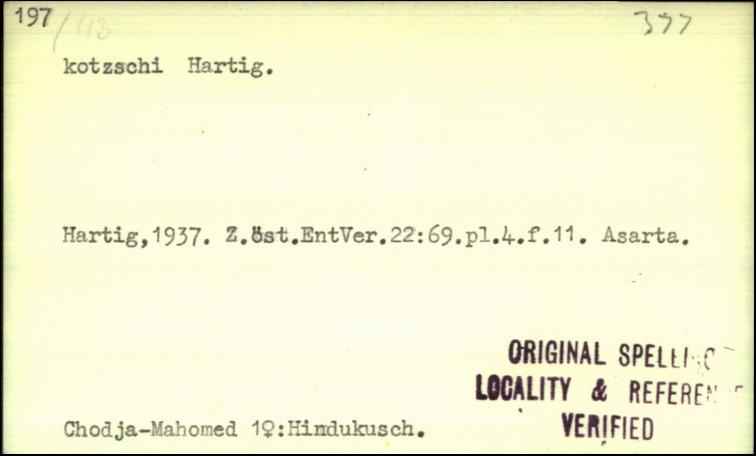 197
/113
377
kotzschi Hartig.
Hartig,1937. Z.öst.EntVer.22:69.pl.4.f.11. Asarta.
ORIGINAL SPELLING
LOCALITY & REFERENCE
VERIFIED
Chodja-Mahomed 1♀:Hindukusch.